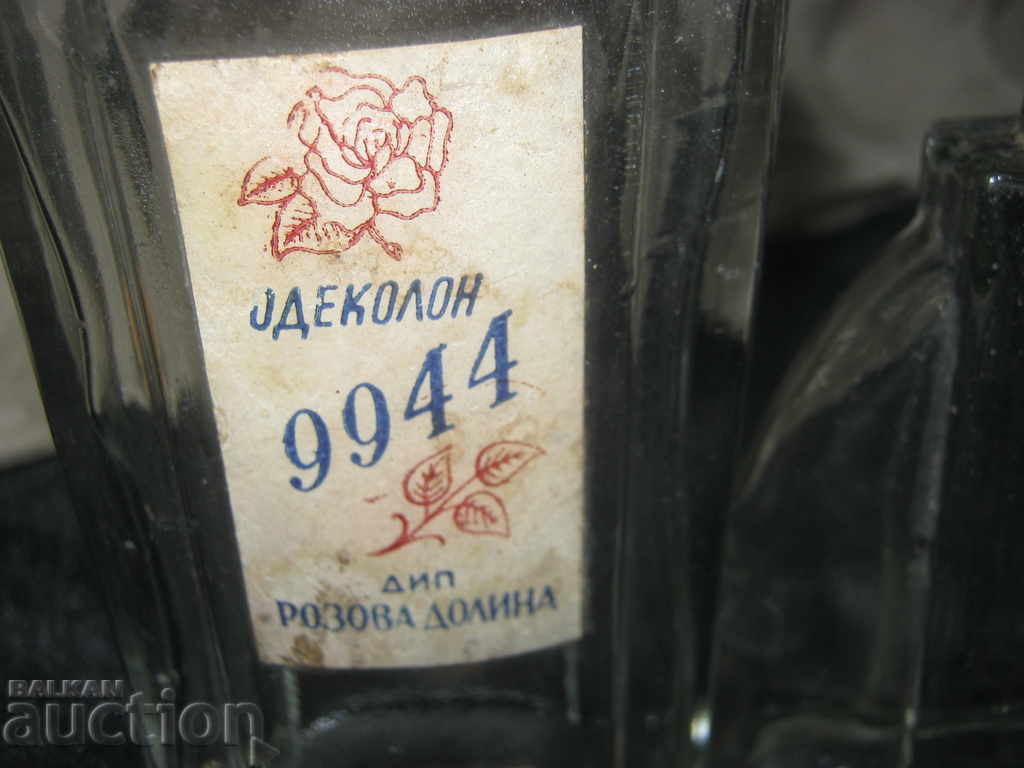 ОДЕКОЛОН
9944
ДИП
РОЗОВА ДОЛИНА
BALKAN
auction